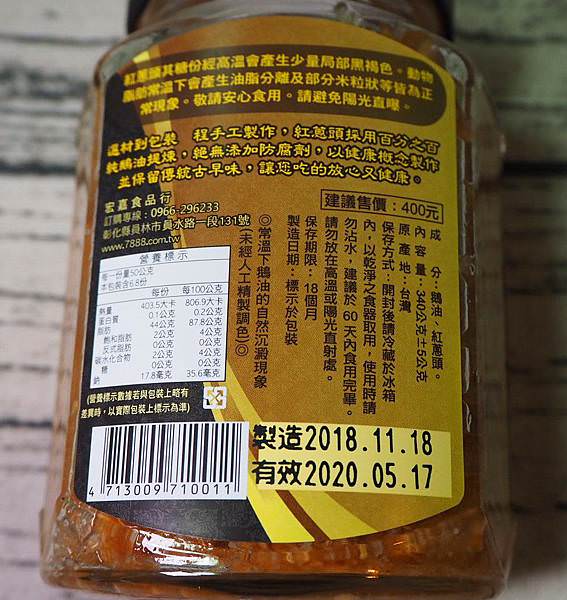 紅蔥頭其糖份經高溫會產生少量局部黑褐色。動物
脂肪常溫下會產生油脂分離及部分米粒狀等皆為正
常現象。敬請安心食用。請避免陽光直曝。
選材到包裝 程手工製作,紅蔥頭採用百分之百
純鵝油提煉,絕無添加防腐劑,以健康概念製作
並保留傳統古早味,讓您吃的放心又健康。
宏嘉食品行
訂購專線:0966-296233
彰化縣員林市員水路一段131號
www.7888.com.tw
建議售價:400元
成 分:鵝油、紅蔥頭。
內 容 量:340公克±5公克
原 產 地:台灣
保存方式:開封後請冷藏於冰箱
內,以乾淨之食器取用,使用時請
勿沾水,建議於60天內食用完畢。
請勿放在高溫或陽光直射處。
保存期限:18個月
製造日期:標示於包裝
◎常溫下鵝油的自然沉澱現象
(未經人工精製調色)◎
營養標示
每一份量50公克
本包裝含6.8份
每份 每100公克
熱量 403.5大卡 806.9大卡
蛋白質 0.1公克 0.2公克
脂肪 44公克 87.8公克
飽和脂肪 2公克 4公克
反式脂肪 0公克 0公克
碳水化合物 2公克 4公克
糖 0公克 0公克
鈉 17.8毫克 35.6毫克
(營養標示數據若與包裝上略有
差異時,以實際包裝上標示為準)
製造2018.11.18
有效2020.05.17
4 713009 710011